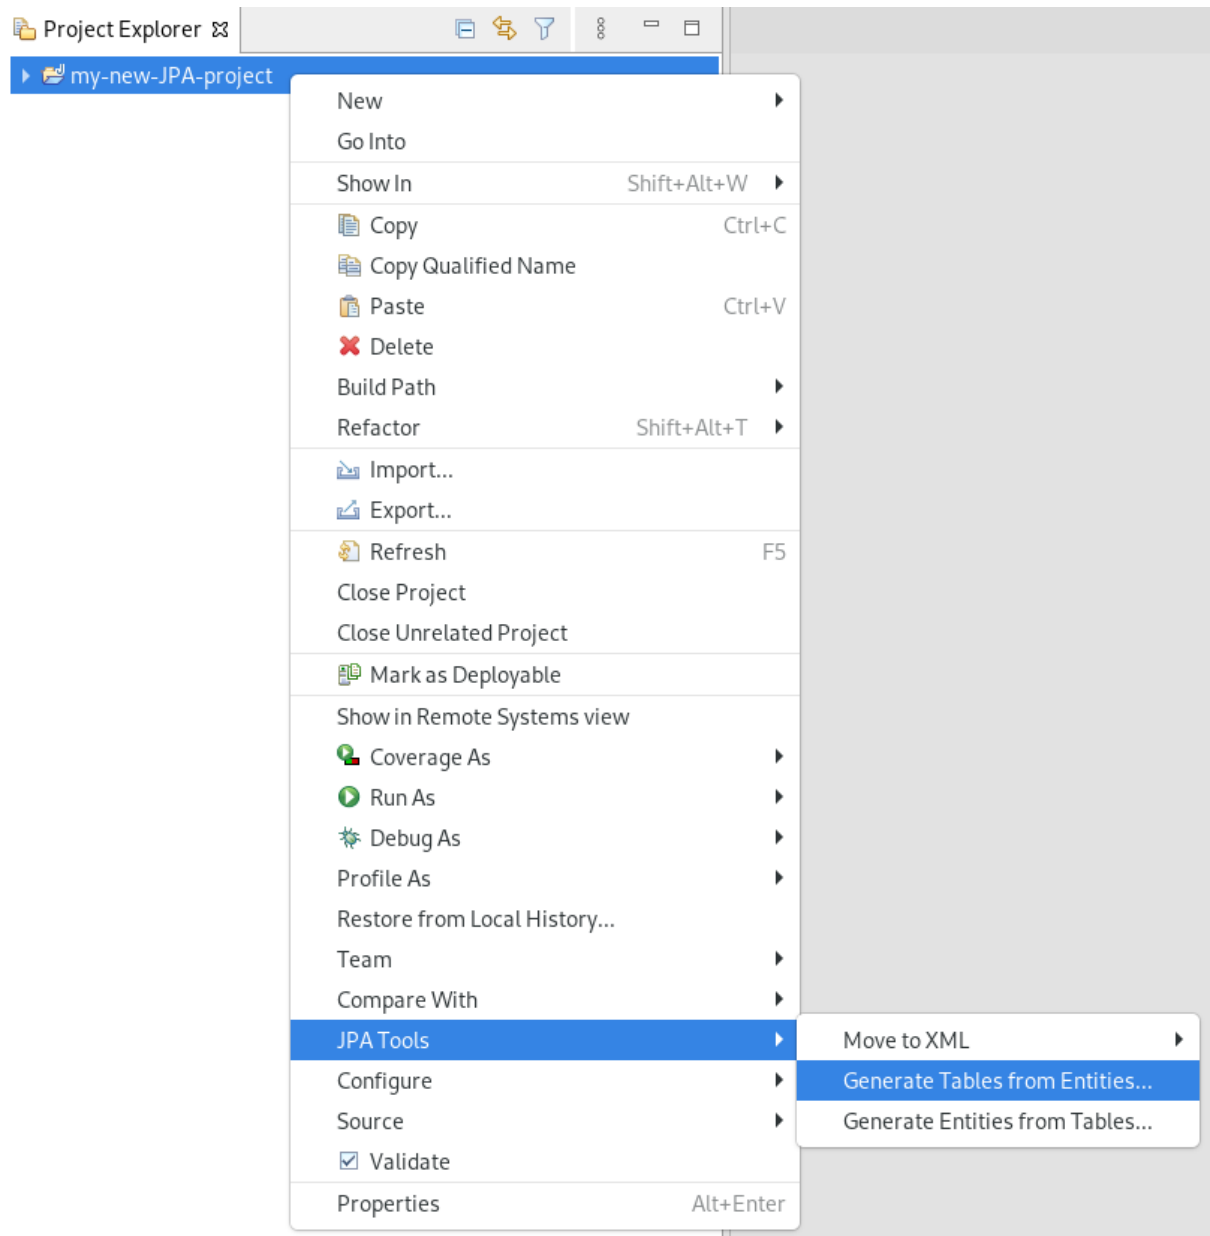 Project Explorer
my-new-JPA-project
New
Go Into
Show In Shift+Alt+W
Copy Ctrl+C
Copy Qualified Name
Paste Ctrl+V
Delete
Build Path
Refactor Shift+Alt+T
Import...
Export...
Refresh F5
Close Project
Close Unrelated Project
Mark as Deployable
Show in Remote Systems view
Coverage As
Run As
Debug As
Profile As
Restore from Local History...
Team
Compare With
JPA Tools Move to XML
Configure Generate Tables from Entities...
Source Generate Entities from Tables...
Validate
Properties Alt+Enter